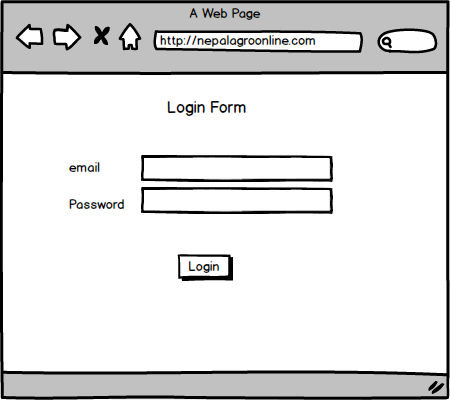 A Web Page
http://nepalagroonline.com
Login Form
email
Password
Login